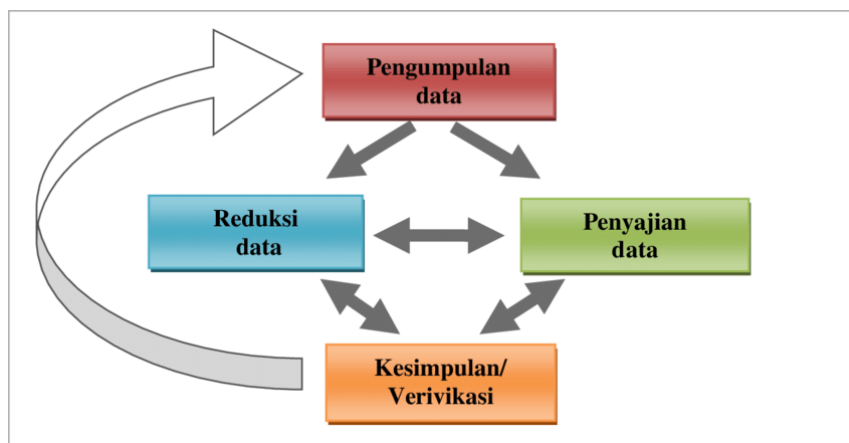 Pengumpulan
data
Reduksi
data
Penyajian
data
Kesimpulan/
Verivikasi